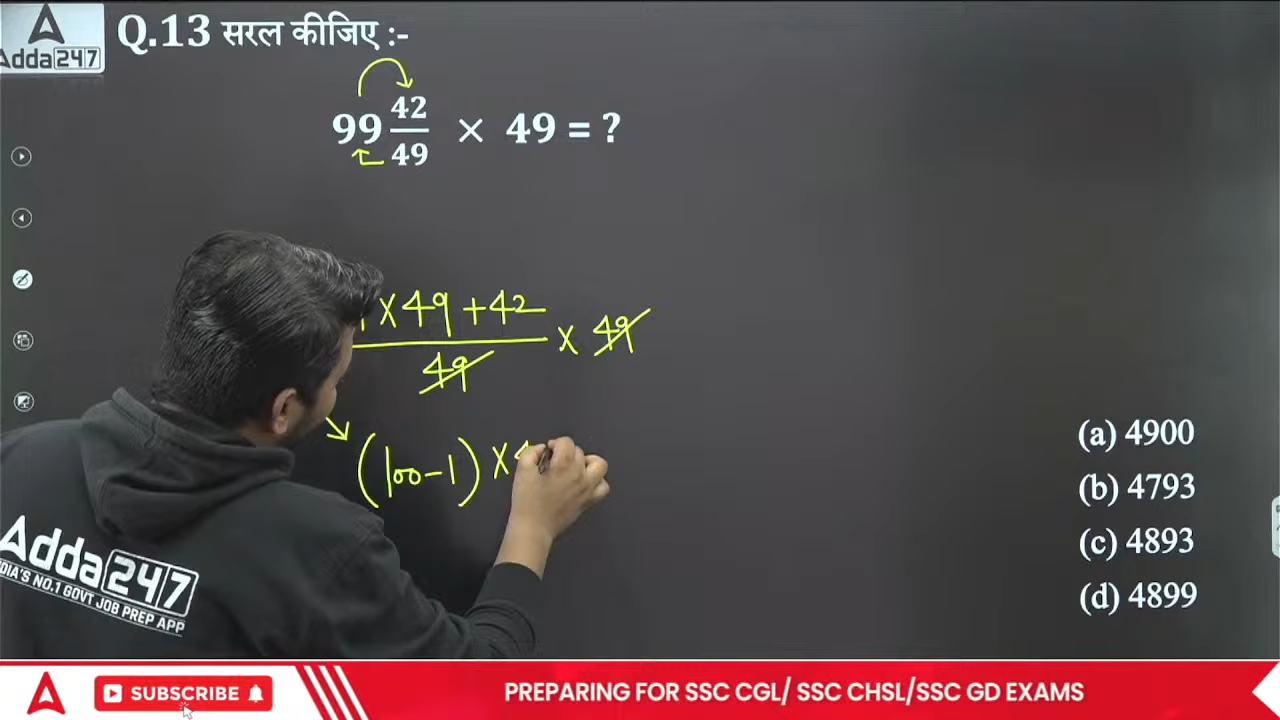 Adda247
Q.13 सरल कीजिए :-
99 42/49 × 49 = ?
× 49 + 42
49 × 49
(100 - 1) ×
(a) 4900
(b) 4793
(c) 4893
(d) 4899
Adda247
INDIA'S NO.1 GOVT JOB PREP APP
SUBSCRIBE
PREPARING FOR SSC CGL/ SSC CHSL/SSC GD EXAMS